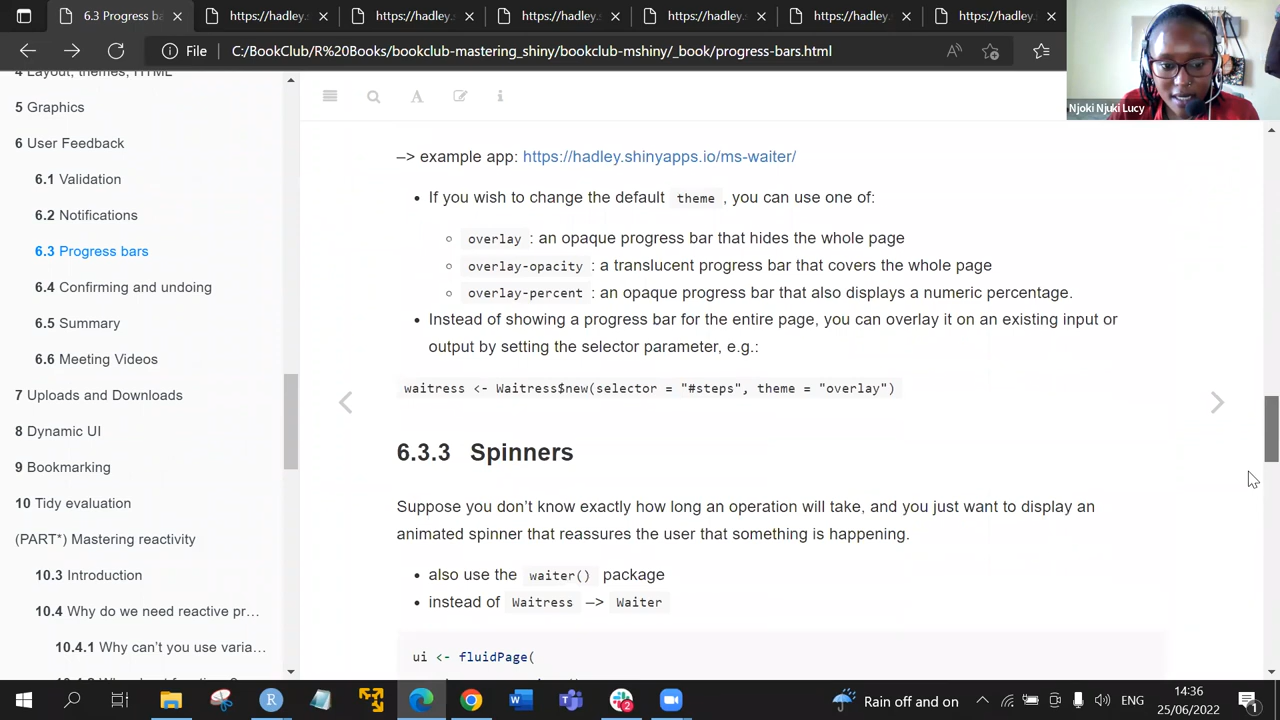 6.3 Progress ba
https://hadley.s
https://hadley.s
https://hadley.s
https://hadley.s
https://hadley.s
https://hadley.s
File
C:/BookClub/R%20Books/bookclub-mastering_shiny/bookclub-mshiny/_book/progress-bars.html
Njoki Njuki Lucy
4 Layout, themes, HTML
5 Graphics
6 User Feedback
6.1 Validation
6.2 Notifications
6.3 Progress bars
6.4 Confirming and undoing
6.5 Summary
6.6 Meeting Videos
7 Uploads and Downloads
8 Dynamic UI
9 Bookmarking
10 Tidy evaluation
(PART*) Mastering reactivity
10.3 Introduction
10.4 Why do we need reactive pr...
10.4.1 Why can't you use varia...
–> example app: https://hadley.shinyapps.io/ms-waiter/
• If you wish to change the default theme , you can use one of:
overlay : an opaque progress bar that hides the whole page
overlay-opacity : a translucent progress bar that covers the whole page
overlay-percent : an opaque progress bar that also displays a numeric percentage.
• Instead of showing a progress bar for the entire page, you can overlay it on an existing input or
output by setting the selector parameter, e.g.:
waitress <- Waitress$new(selector = "#steps", theme = "overlay")
6.3.3 Spinners
Suppose you don't know exactly how long an operation will take, and you just want to display an
animated spinner that reassures the user that something is happening.
• also use the waiter() package
• instead of Waitress –> Waiter
ui <- fluidPage(
Rain off and on
ENG
14:36
25/06/2022